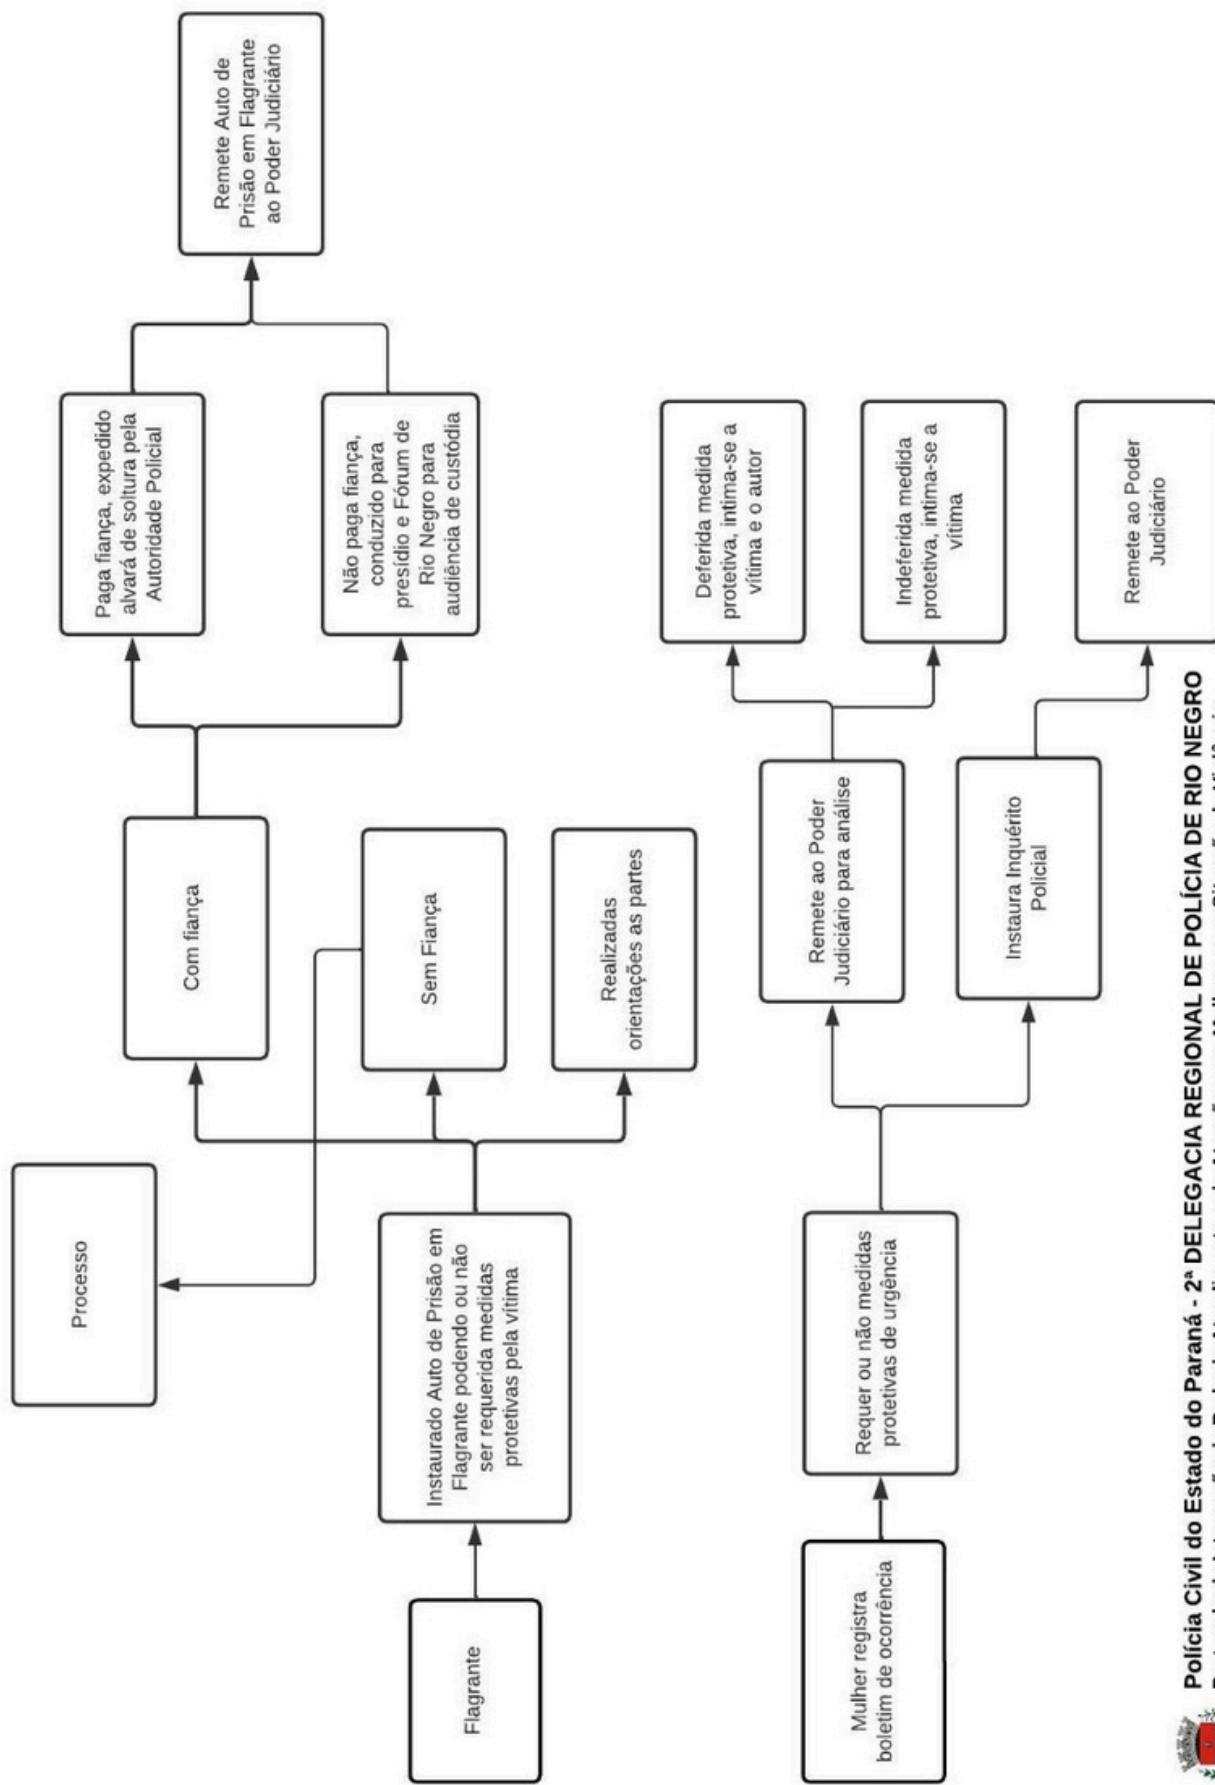 Polícia Civil do Estado do Paraná - 2ª DELEGACIA REGIONAL DE POLÍCIA DE RIO NEGRO
Flagrante
Instaurado Auto de Prisão em
Flagrante podendo ou não
ser requerida medidas
protetivas pela vítima
Processo
Com fiança
Sem Fiança
Realizadas
orientações as partes
Paga fiança, expedido
alvará de soltura pela
Autoridade Policial
Não paga fiança,
conduzido para
presídio e Fórum de
Rio Negro para
audiência de custódia
Remete Auto de
Prisão em Flagrante
ao Poder Judiciário
Mulher registra
boletim de ocorrência
Requer ou não medidas
protetivas de urgência
Remete ao Poder
Judiciário para análise
Instaura Inquérito
Policial
Deferida medida
protetiva, intima-se a
vítima e o autor
Indeferida medida
protetiva, intima-se a
vítima
Remete ao Poder
Judiciário